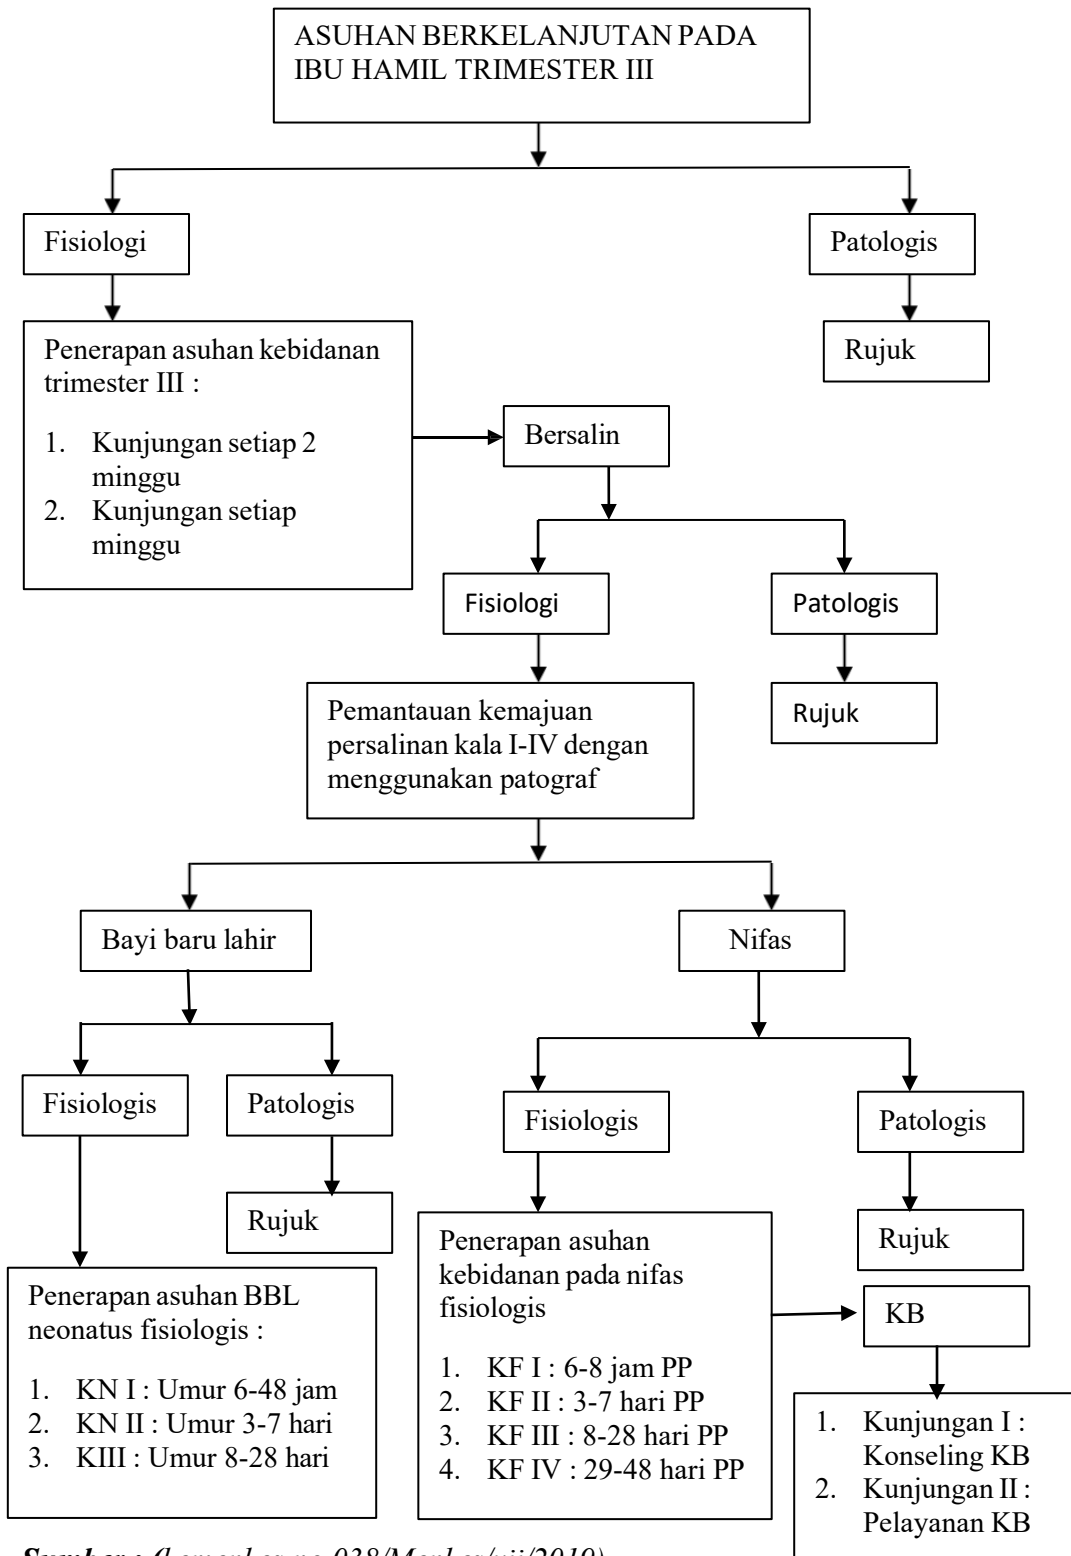 ASUHAN BERKELANJUTAN PADA
IBU HAMIL TRIMESTER III
Fisiologi
Patologis
Penerapan asuhan kebidanan
trimester III :
1. Kunjungan setiap 2
minggu
2. Kunjungan setiap
minggu
Rujuk
Bersalin
Fisiologi
Patologis
Pemantauan kemajuan
persalinan kala I-IV dengan
menggunakan patograf
Rujuk
Bayi baru lahir
Nifas
Fisiologis
Patologis
Fisiologis
Patologis
Rujuk
Penerapan asuhan
kebidanan pada nifas
fisiologis
1. KF I : 6-8 jam PP
2. KF II : 3-7 hari PP
3. KF III : 8-28 hari PP
4. KF IV : 29-48 hari PP
Rujuk
Penerapan asuhan BBL
neonatus fisiologis :
1. KN I : Umur 6-48 jam
2. KN II : Umur 3-7 hari
3. KIII : Umur 8-28 hari
KB
1. Kunjungan I :
Konseling KB
2. Kunjungan II :
Pelayanan KB